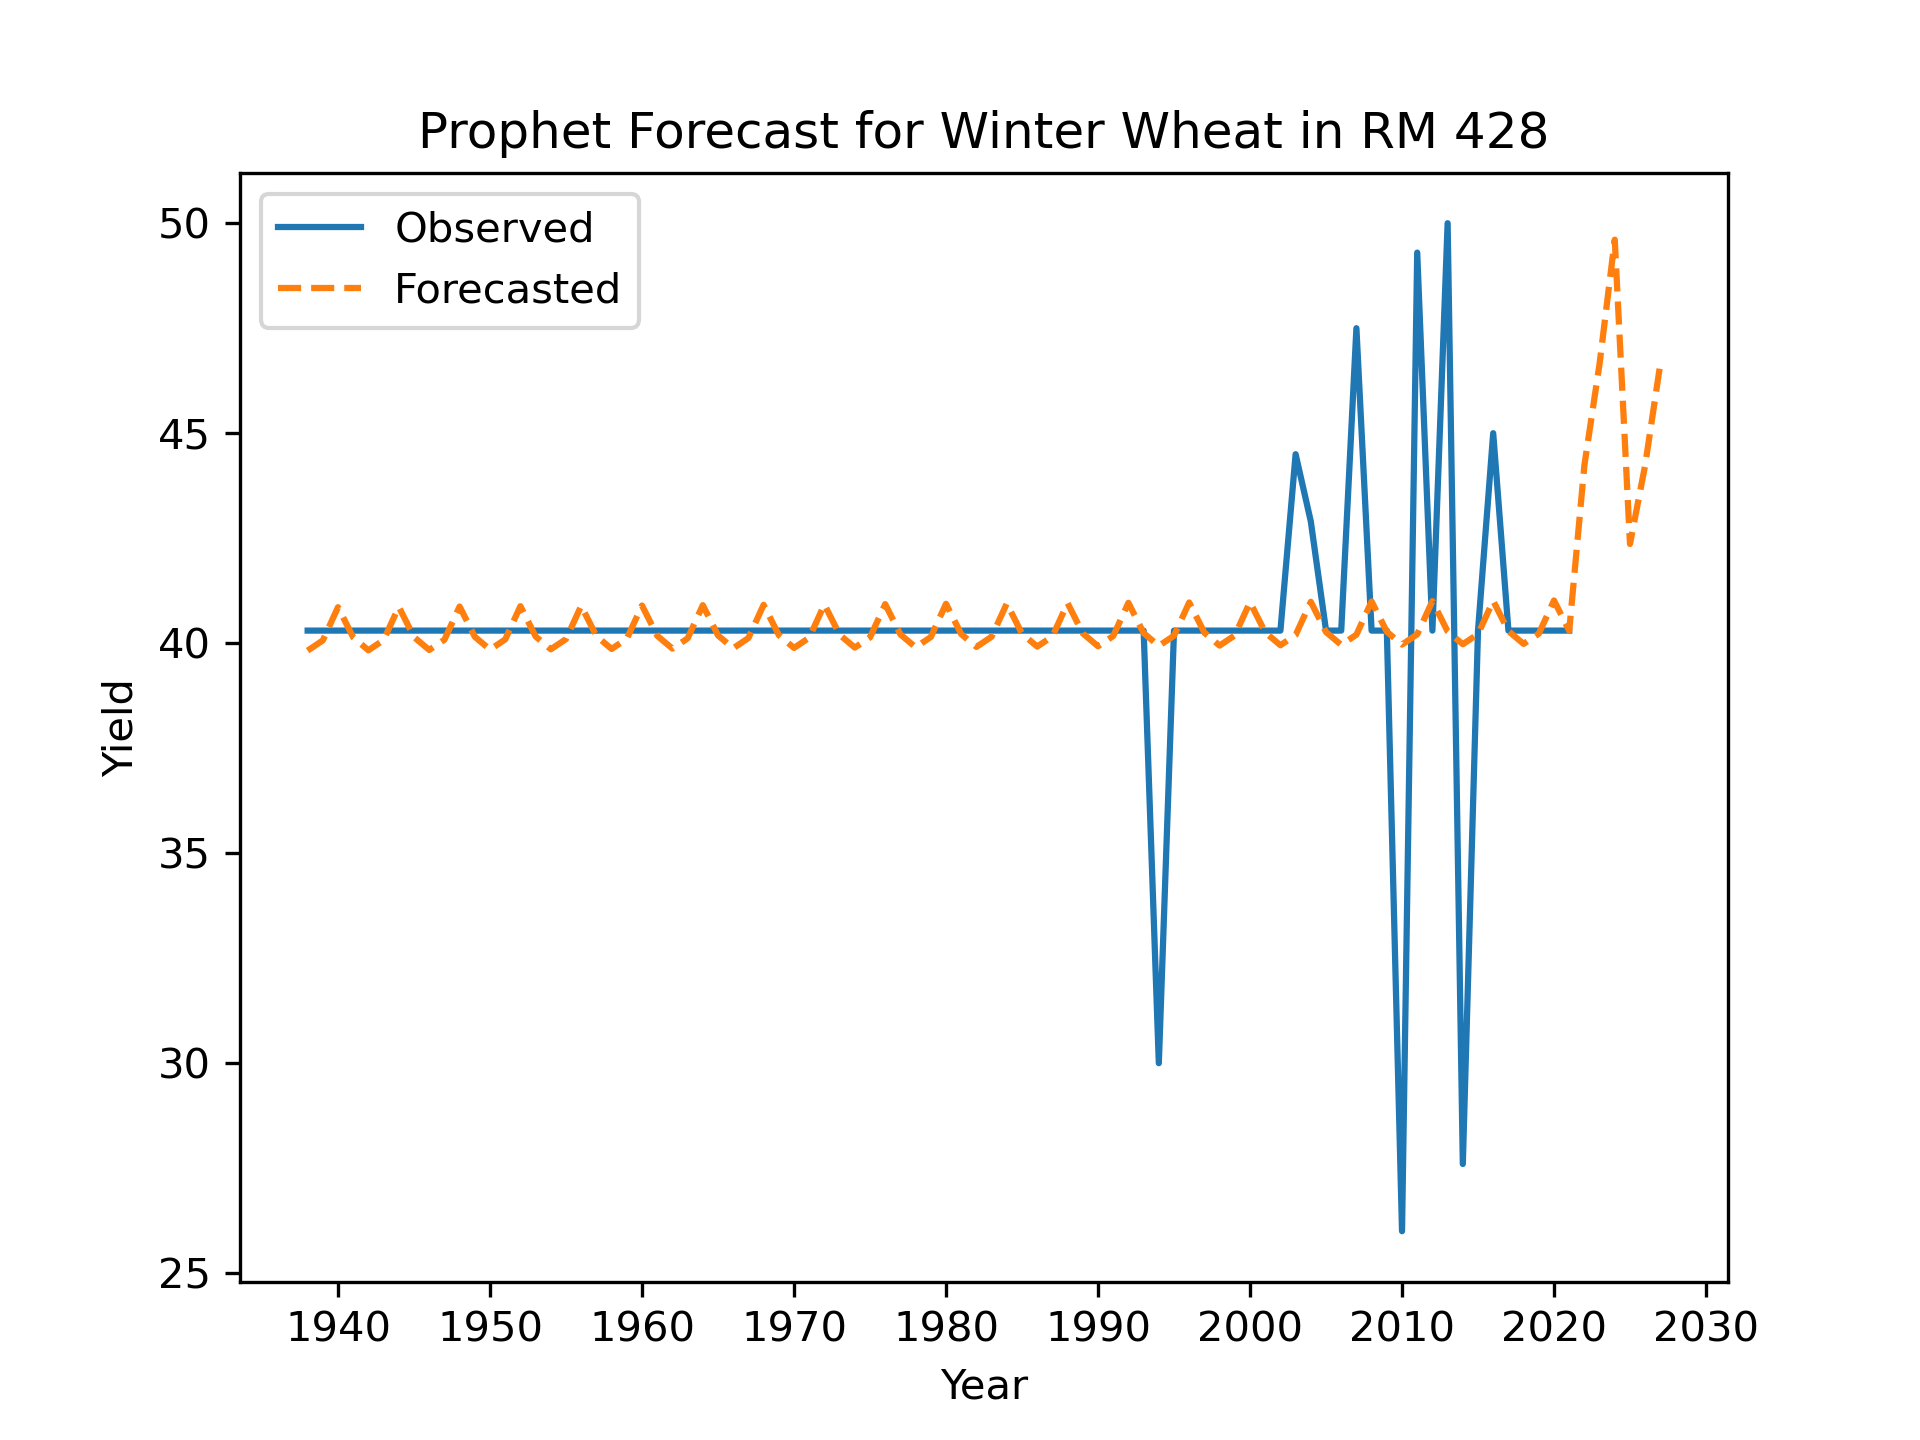 Prophet Forecast for Winter Wheat in RM 428
Observed
Forecasted
50
45
40
35
30
25
Yield
1940 1950 1960 1970 1980 1990 2000 2010 2020 2030
Year